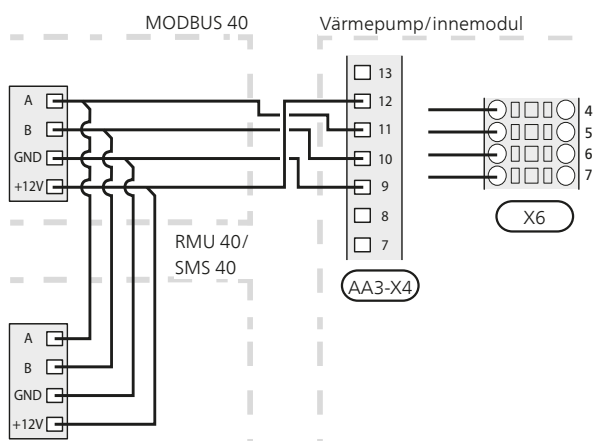 MODBUS 40
Värmepump/innemodul
A
B
GND
+12V
13
12
11
10
9
8
7
AA3-X4
4
5
6
7
X6
RMU 40/
SMS 40
A
B
GND
+12V